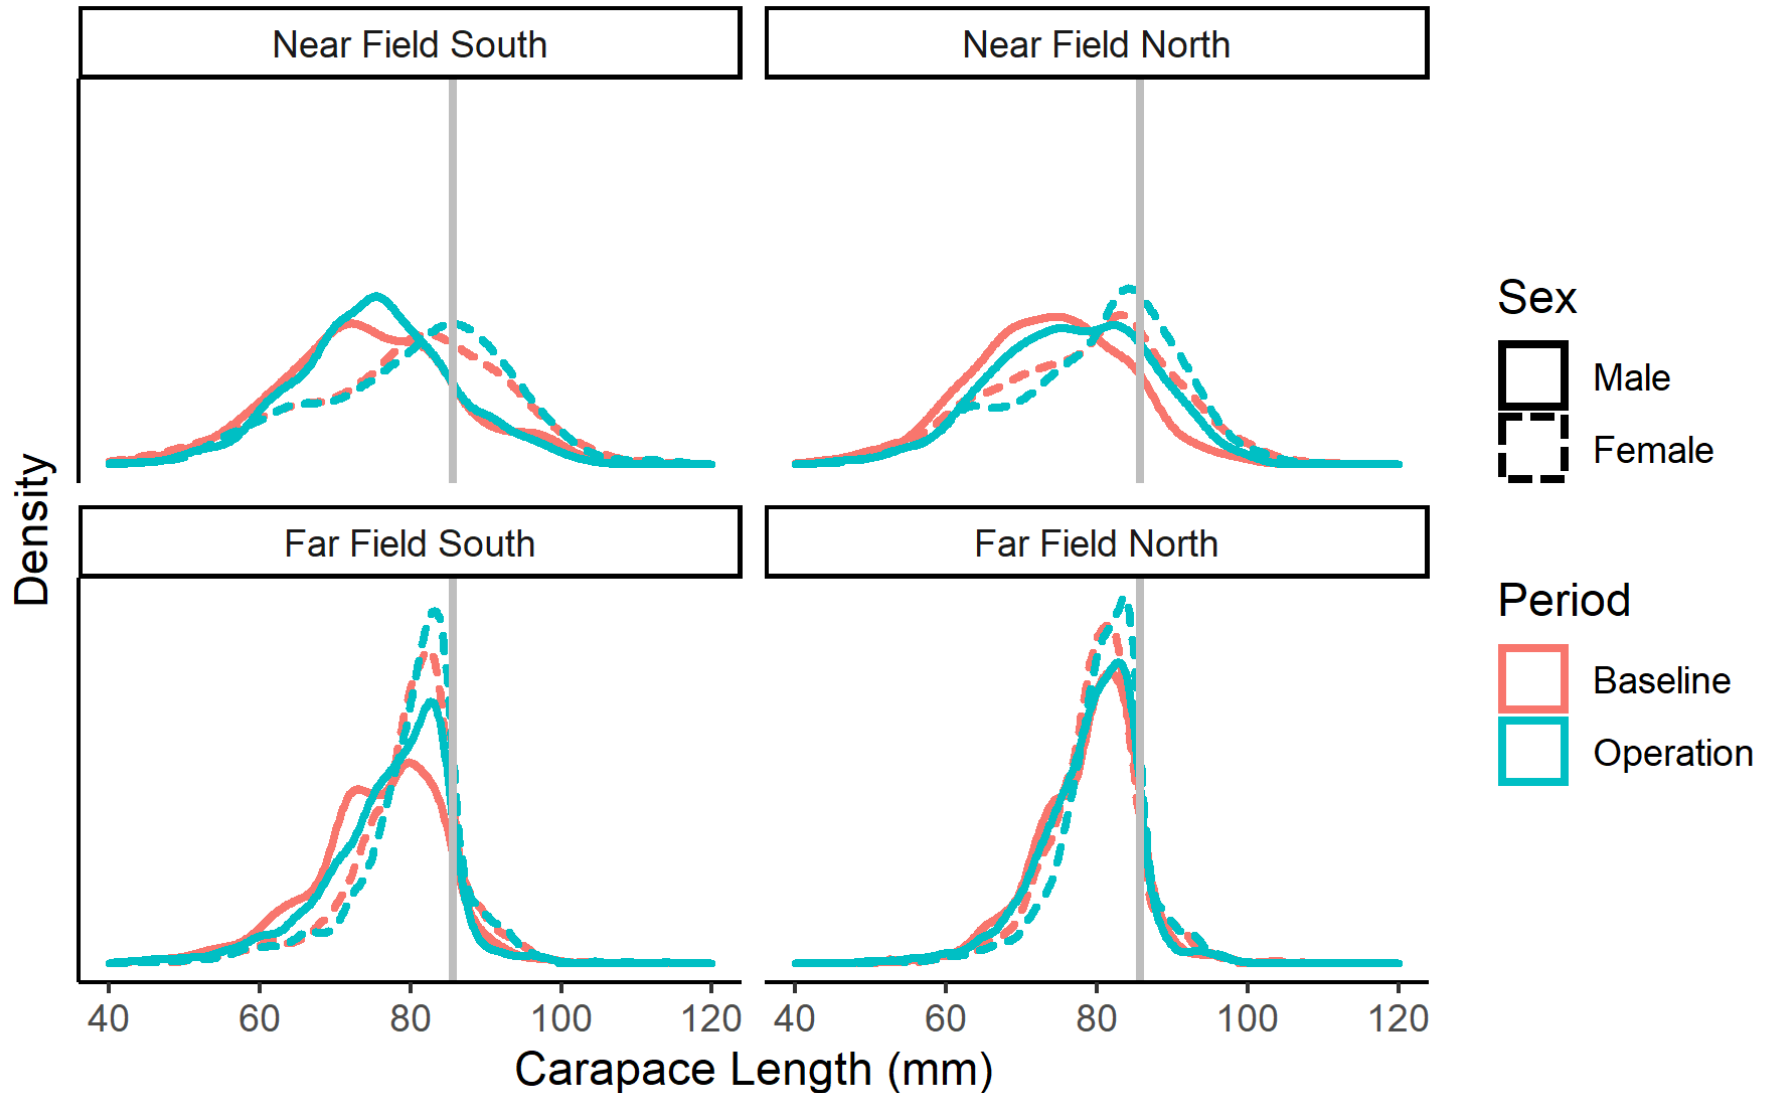 Near Field South
Near Field North
Far Field South
Far Field North
Density
40 60 80 100 120
40 60 80 100 120
Carapace Length (mm)
Sex
Male
Female
Period
Baseline
Operation